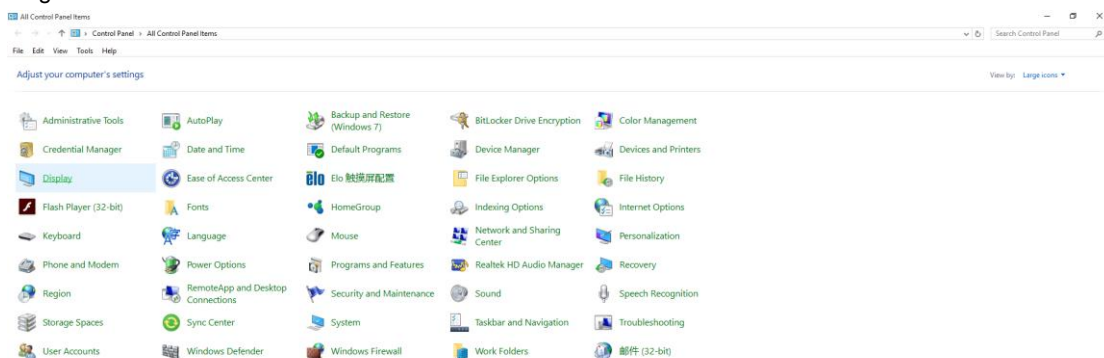 All Control Panel Items
Control Panel > All Control Panel Items
Search Control Panel
File Edit View Tools Help
Adjust your computer's settings
View by: Large icons
Administrative Tools
AutoPlay
Backup and Restore
(Windows 7)
BitLocker Drive Encryption
Color Management
Credential Manager
Date and Time
Default Programs
Device Manager
Devices and Printers
Display
Ease of Access Center
elo Elo 触摸屏配置
File Explorer Options
File History
Flash Player (32-bit)
Fonts
HomeGroup
Indexing Options
Internet Options
Keyboard
Language
Mouse
Network and Sharing
Center
Personalization
Phone and Modem
Power Options
Programs and Features
Realtek HD Audio Manager
Recovery
Region
RemoteApp and Desktop
Connections
Security and Maintenance
Sound
Speech Recognition
Storage Spaces
Sync Center
System
Taskbar and Navigation
Troubleshooting
User Accounts
Windows Defender
Windows Firewall
Work Folders
邮件 (32-bit)